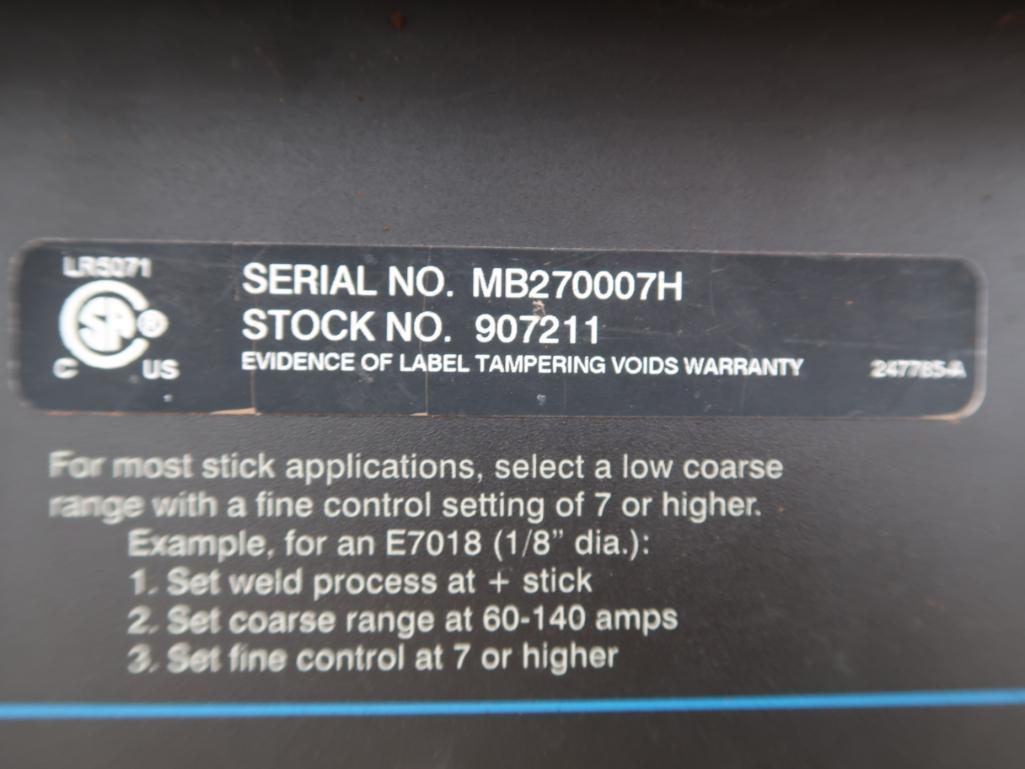 LR5071
SERIAL NO. MB270007H
STOCK NO. 907211
EVIDENCE OF LABEL TAMPERING VOIDS WARRANTY
247785-A
SA ®
C US
For most stick applications, select a low coarse
range with a fine control setting of 7 or higher.
Example, for an E7018 (1/8” dia.):
1. Set weld process at + stick
2. Set coarse range at 60-140 amps
3. Set fine control at 7 or higher